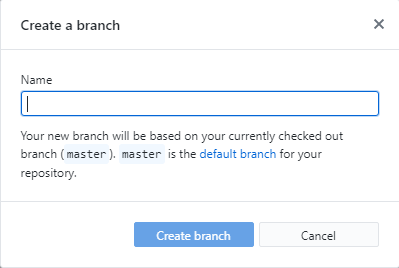 Create a branch
Name
Your new branch will be based on your currently checked out
branch (master). master is the default branch for your
repository.
Create branch
Cancel